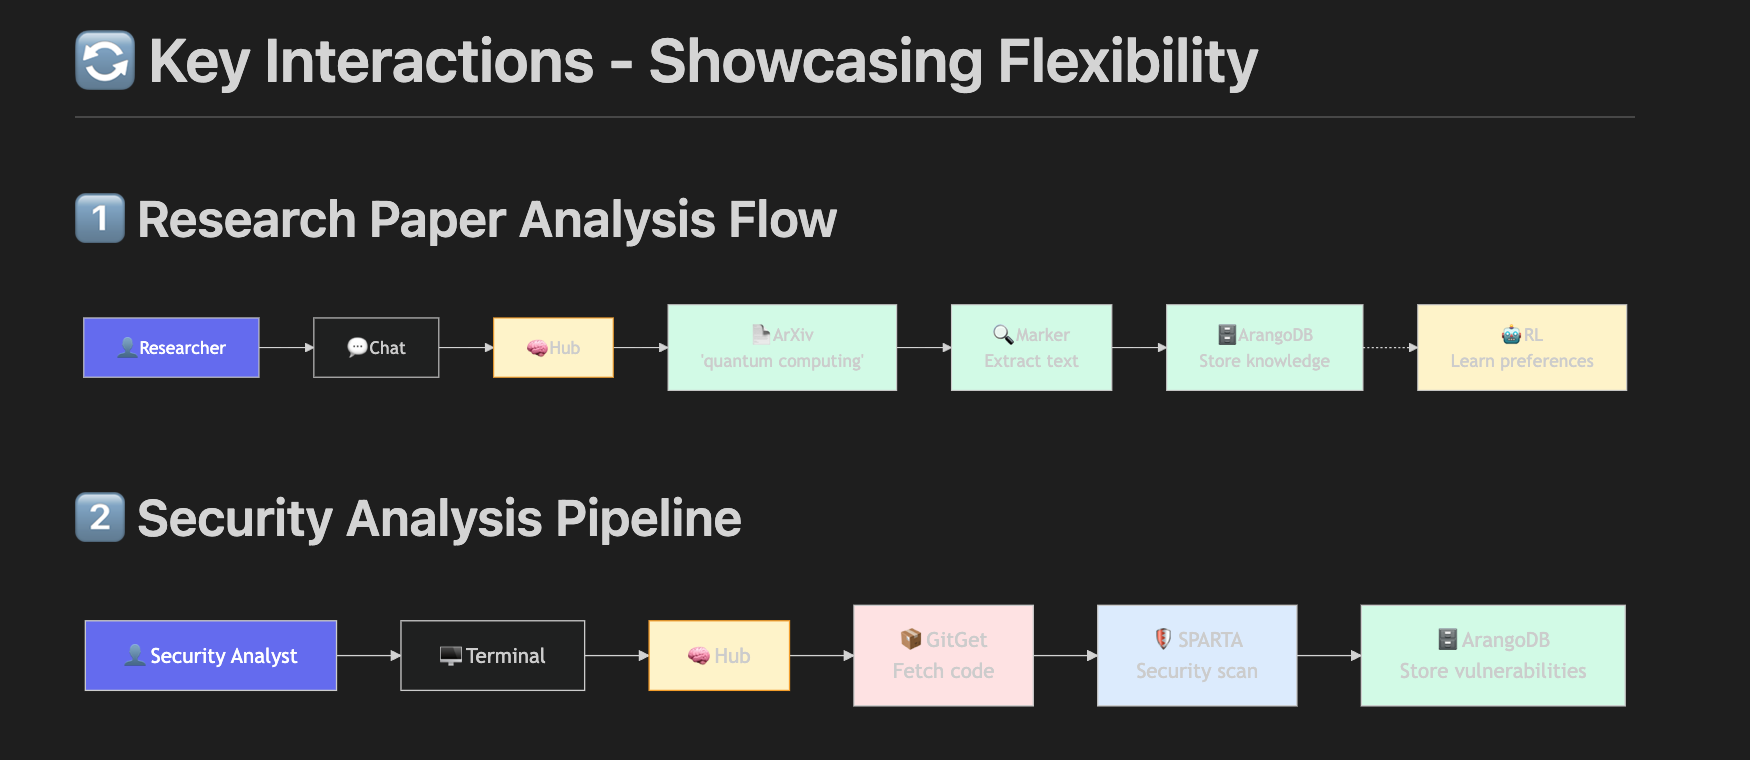 🔄 Key Interactions - Showcasing Flexibility
1️⃣ Research Paper Analysis Flow
👤Researcher
💬Chat
🧠Hub
📄ArXiv
'quantum computing'
🔍Marker
Extract text
🗄️ArangoDB
Store knowledge
🤖RL
Learn preferences
2️⃣ Security Analysis Pipeline
👤Security Analyst
🖥️Terminal
🧠 Hub
📦 GitGet
Fetch code
🛡️ SPARTA
Security scan
🗄️ ArangoDB
Store vulnerabilities